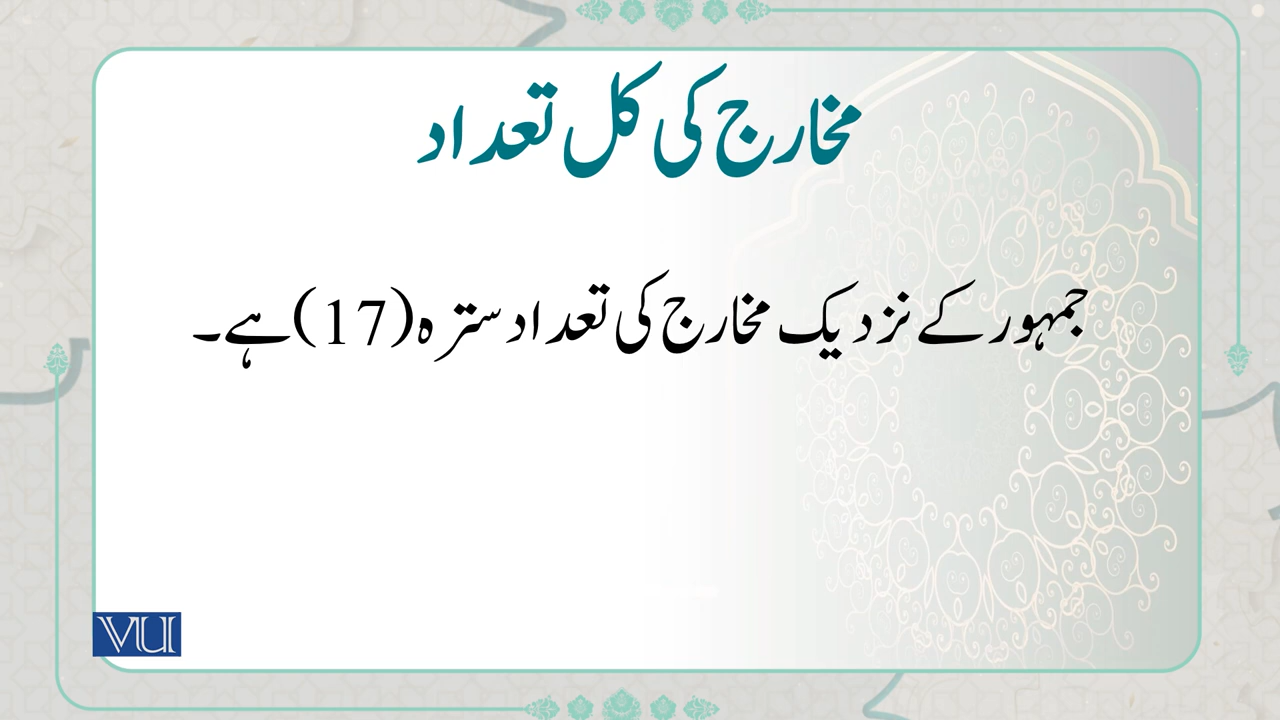 مخارج کی کل تعداد
جمہور کے نزدیک مخارج کی تعداد سترہ (17) ہے۔
VU